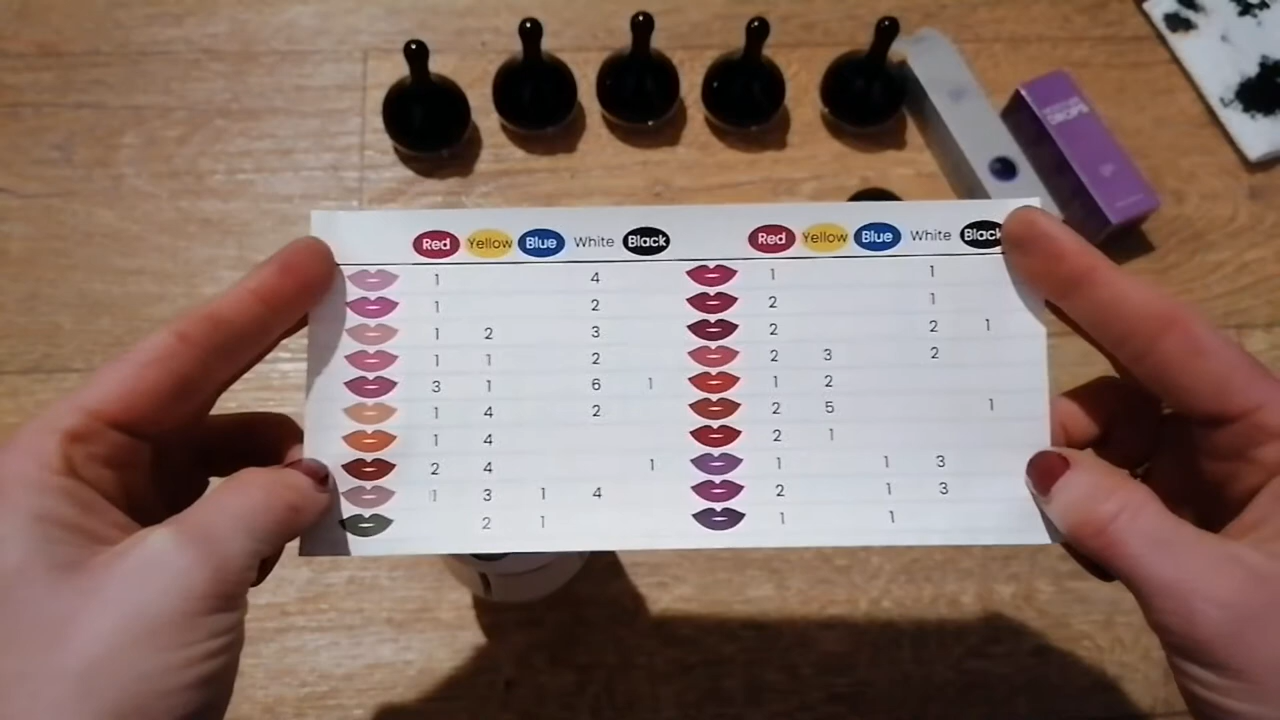 Red Yellow Blue White Black Red Yellow Blue White Black
1 4 1 1
1 2 2 1
1 2 3 2 2 1
1 1 2 2 3 2
3 1 6 1 1 2
1 4 2 2 5 1
1 4 2 1
2 4 1 1 1 3
1 3 1 4 2 1 3
2 1 1 1
MOISTURE
DROPS